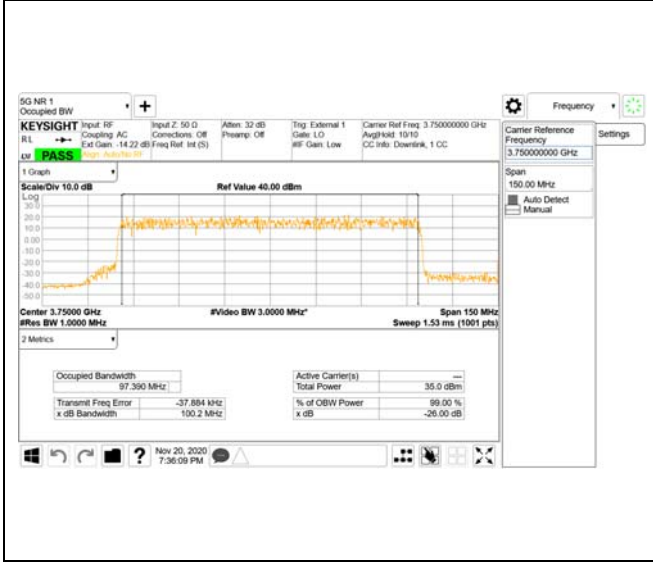 5G NR 1
Occupied BW
Frequency
KEYSIGHT
R L
PASS
Input: RF
Coupling: AC
Ext Gain: -14.22 dB
Align: Auto/No RF
Input Z: 50 Ω
Corrections: Off
Freq Ref: Int (S)
Atten: 32 dB
Preamp: Off
Trig: External 1
Gate: LO
#IF Gain: Low
Carrier Ref Freq: 3.750000000 GHz
Avg|Hold: 10/10
CC Info: Downlink, 1 CC
Carrier Reference
Frequency
3.750000000 GHz
Settings
Span
150.00 MHz
Auto Detect
Manual
1 Graph
Scale/Div 10.0 dB
Ref Value 40.00 dBm
Log
30.0
20.0
10.0
0.00
-10.0
-20.0
-30.0
-40.0
-50.0
Center 3.75000 GHz
#Video BW 3.0000 MHz*
Span 150 MHz
#Res BW 1.0000 MHz
Sweep 1.53 ms (1001 pts)
2 Metrics
Occupied Bandwidth
97.390 MHz
Transmit Freq Error -37.884 kHz
x dB Bandwidth 100.2 MHz
Active Carrier(s) ---
Total Power 35.0 dBm
% of OBW Power 99.00 %
x dB -26.00 dB
Nov 20, 2020
7:36:09 PM